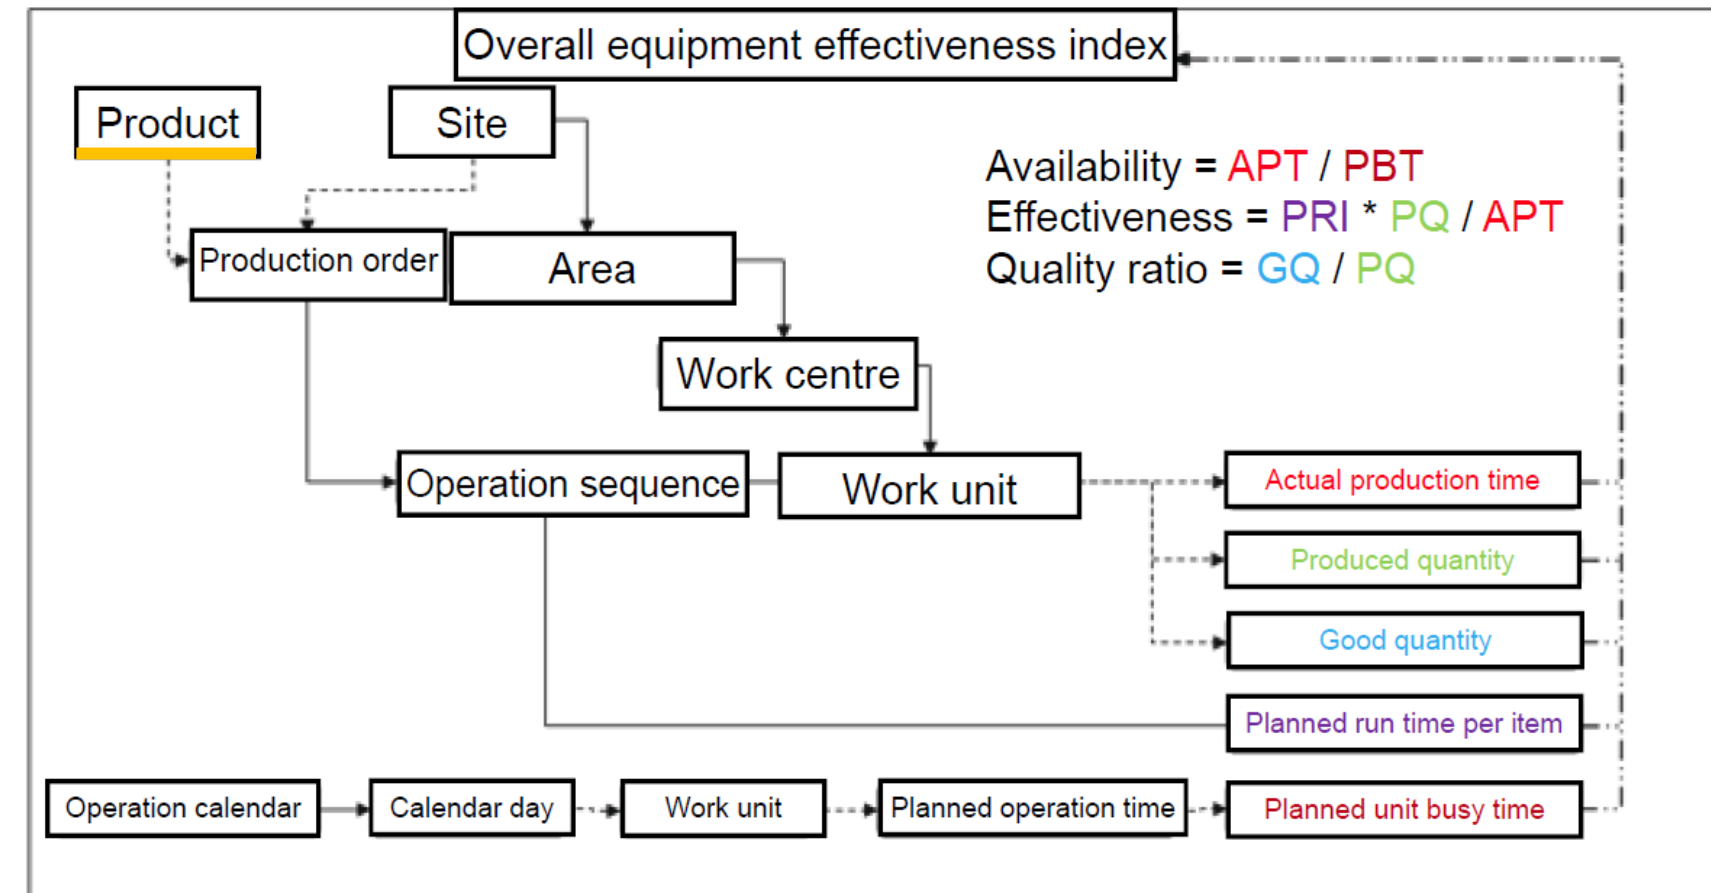 Overall equipment effectiveness index
Product
Site
Availability = APT / PBT
Effectiveness = PRI * PQ / APT
Quality ratio = GQ / PQ
Production order
Area
Work centre
Operation sequence
Work unit
Actual production time
Produced quantity
Good quantity
Planned run time per item
Operation calendar
Calendar day
Work unit
Planned operation time
Planned unit busy time